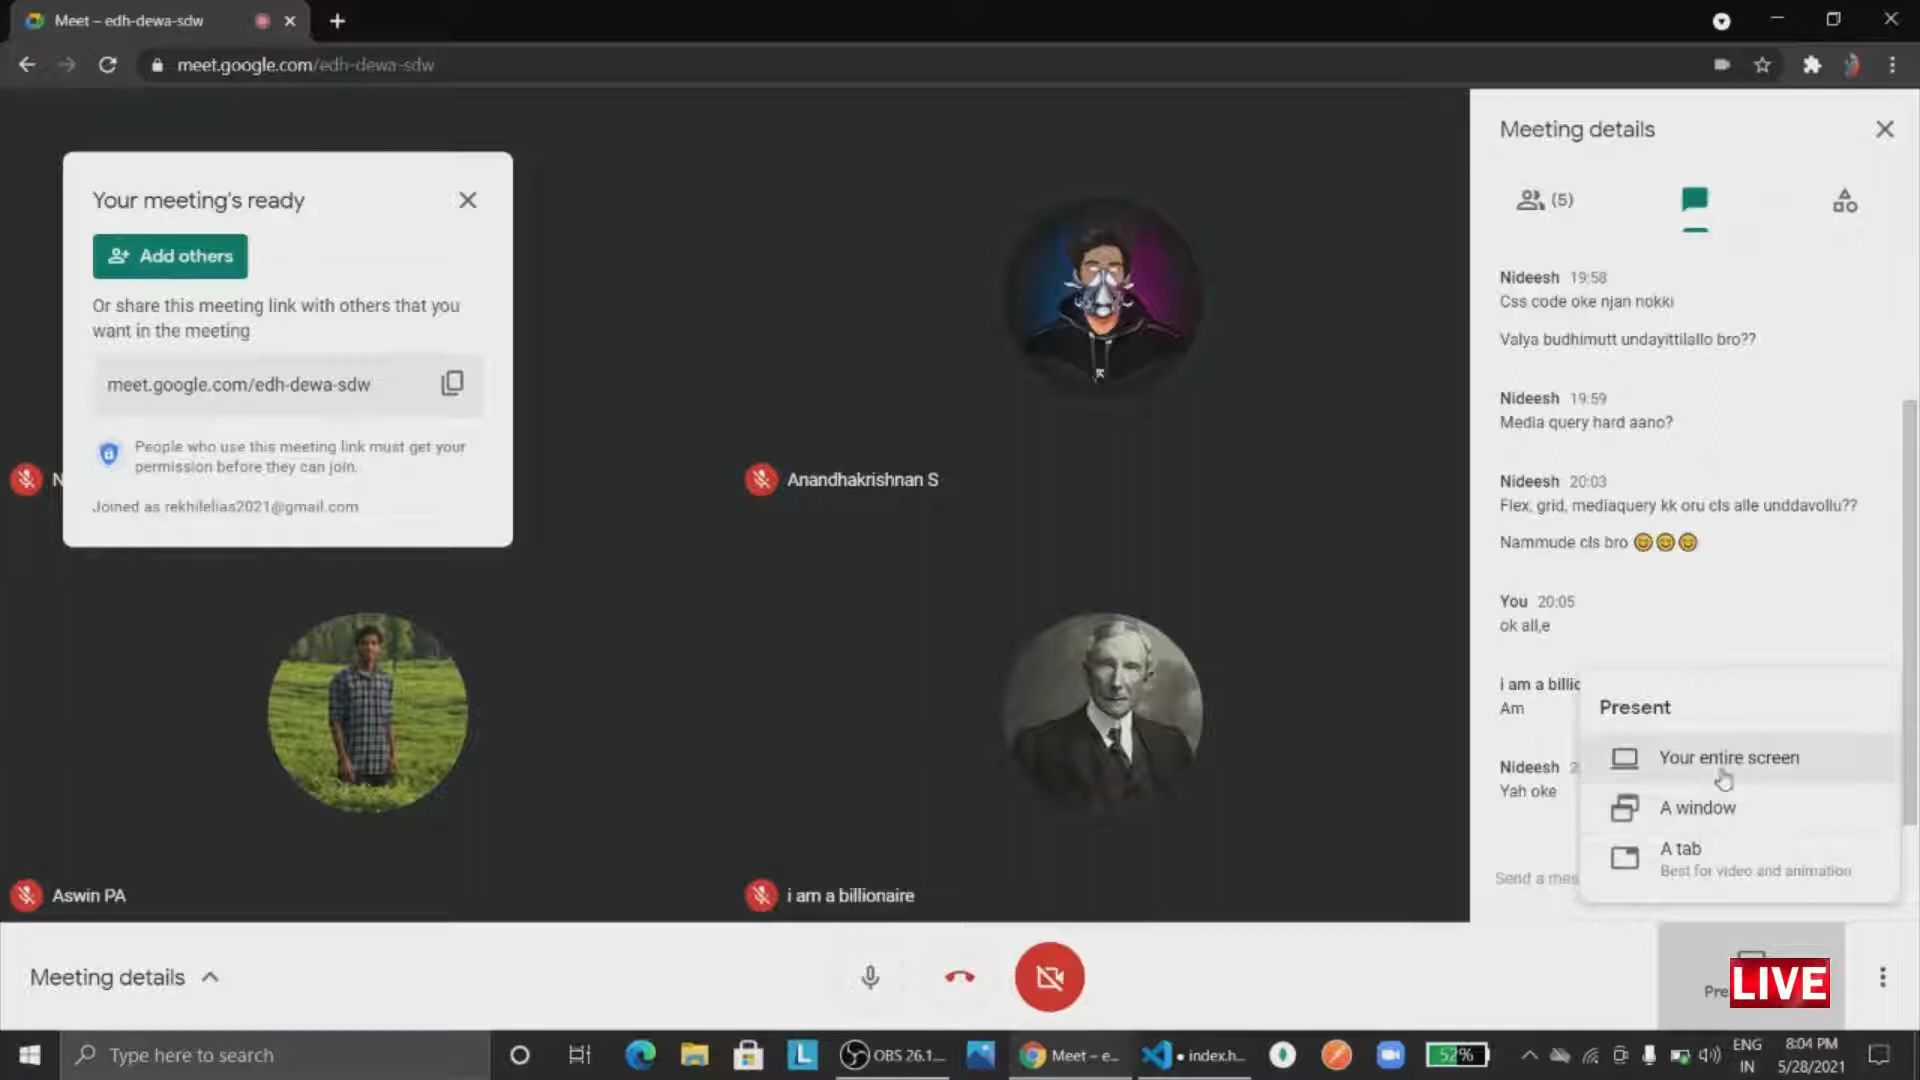 Meet – edh-dewa-sdw
meet.google.com/edh-dewa-sdw
Your meeting's ready
Add others
Or share this meeting link with others that you
want in the meeting
meet.google.com/edh-dewa-sdw
People who use this meeting link must get your
permission before they can join.
Joined as rekhilelias2021@gmail.com
N
Anandhakrishnan S
Aswin PA
i am a billionaire
Meeting details
(5)
Nideesh 19:58
Css code oke njan nokki
Valya budhimutt undayittilallo bro??
Nideesh 19:59
Media query hard aano?
Nideesh 20:03
Flex, grid, mediaquery kk oru cls alle unddavollu??
Nammude cls bro 😊😊😊
You 20:05
ok all,e
i am a billic
Am
Nideesh 2
Yah oke
Send a mes
Present
Your entire screen
A window
A tab
Best for video and animation
Meeting details
Pre
LIVE
Type here to search
OBS 26.1...
Meet – e...
● index.h...
52%
ENG
IN
8:04 PM
5/28/2021